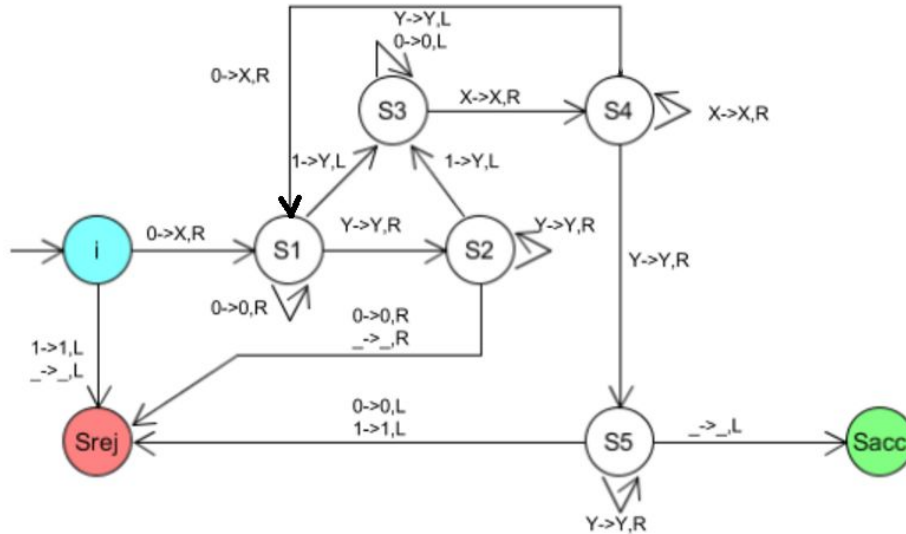 Y->Y,L
0->0,L
0->X,R
S3
X->X,R
S4
X->X,R
1->Y,L
1->Y,L
i
0->X,R
S1
Y->Y,R
S2
Y->Y,R
Y->Y,R
0->0,R
0->0,R
_->_,R
1->1,L
_->_,L
0->0,L
1->1,L
Srej
S5
_->_,L
Sacc
Y->Y,R